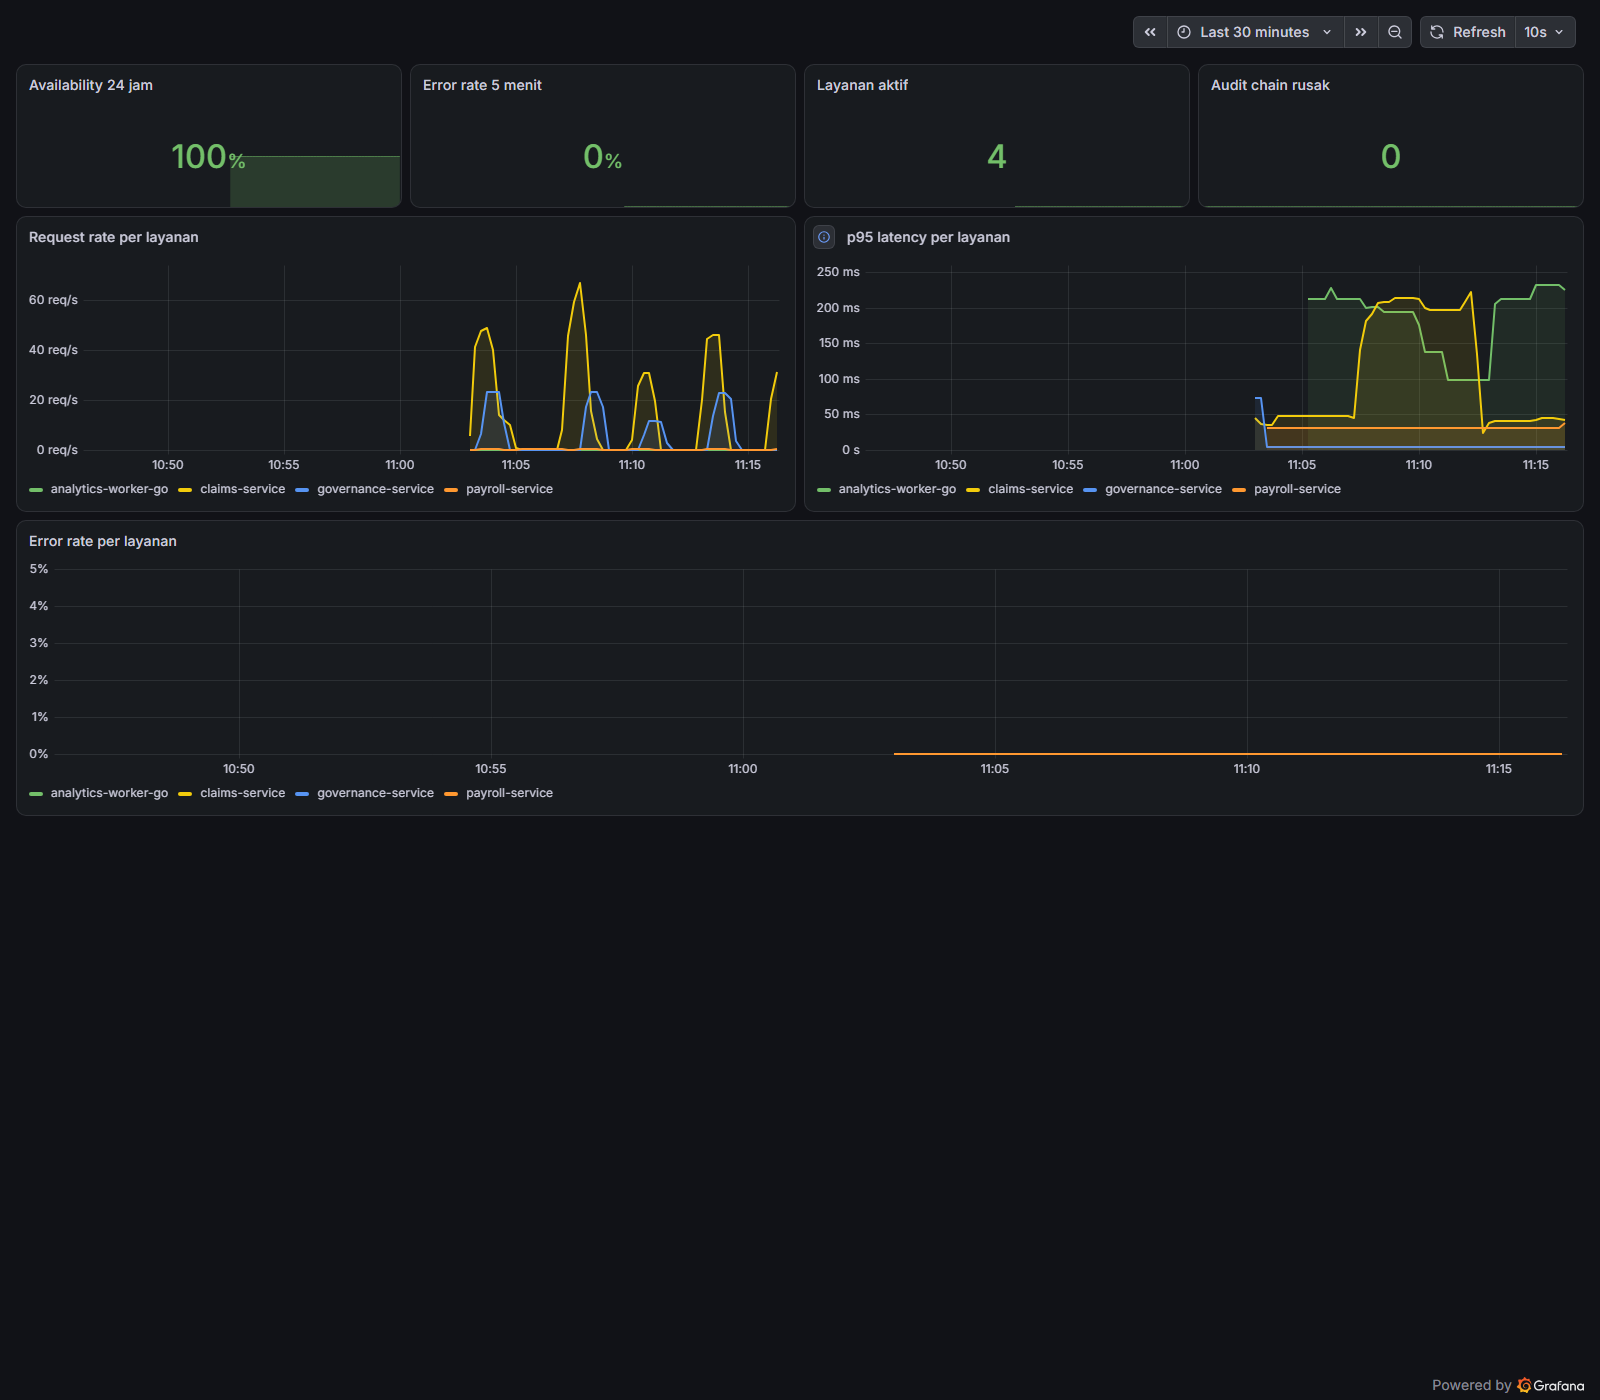 Last 30 minutes
Refresh
10s
Availability 24 jam
Error rate 5 menit
Layanan aktif
Audit chain rusak
100%
0%
4
0
Request rate per layanan
60 req/s
40 req/s
20 req/s
0 req/s
10:50 10:55 11:00 11:05 11:10 11:15
analytics-worker-go claims-service governance-service payroll-service
p95 latency per layanan
250 ms
200 ms
150 ms
100 ms
50 ms
0 s
10:50 10:55 11:00 11:05 11:10 11:15
analytics-worker-go claims-service governance-service payroll-service
Error rate per layanan
5%
4%
3%
2%
1%
0%
10:50 10:55 11:00 11:05 11:10 11:15
analytics-worker-go claims-service governance-service payroll-service
Powered by Grafana